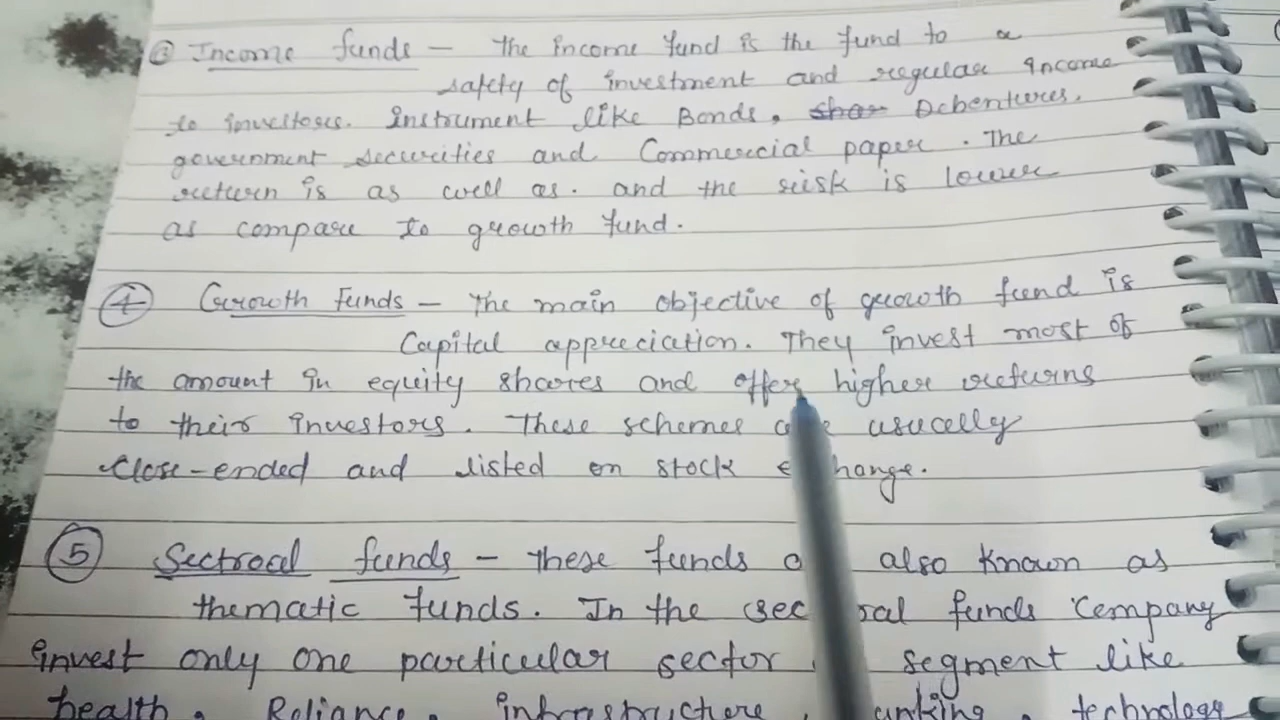 ③ Income funds – the income fund is the fund to a
safety of investment and regular income
to investors. Instrument like Bonds, Debentures,
government securities and Commercial paper. The
return is as well as. and the risk is lower
as compare to growth fund.
④ Growth Funds – The main objective of growth fund is
Capital appreciation. They invest most of
the amount in equity shares and offers higher returns
to their investors. These schemes are usually
Close-ended and listed on stock exchange.
⑤ Sectroal funds – these funds also known as
thematic funds. In the funds Company
invest only one particular sector segment like
health, Reliance, infrastructure, technology